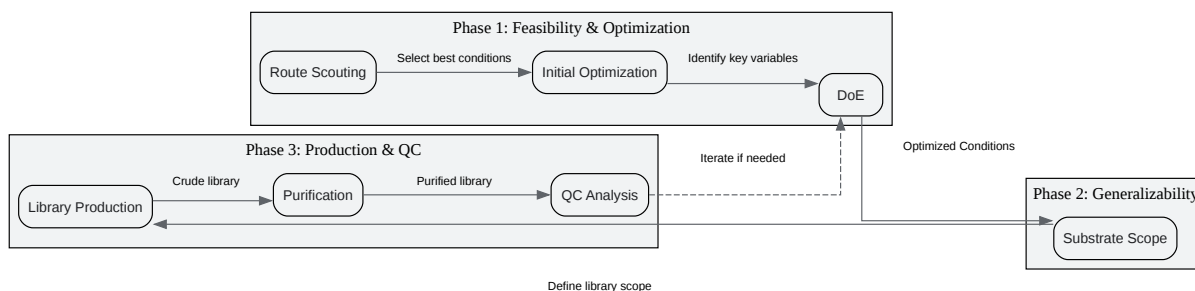 Phase 1: Feasibility & Optimization
Route Scouting
Select best conditions
Initial Optimization
Identify key variables
DoE
Phase 3: Production & QC
Library Production
Crude library
Purification
Purified library
QC Analysis
Iterate if needed
Optimized Conditions
Phase 2: Generalizability
Substrate Scope
Define library scope